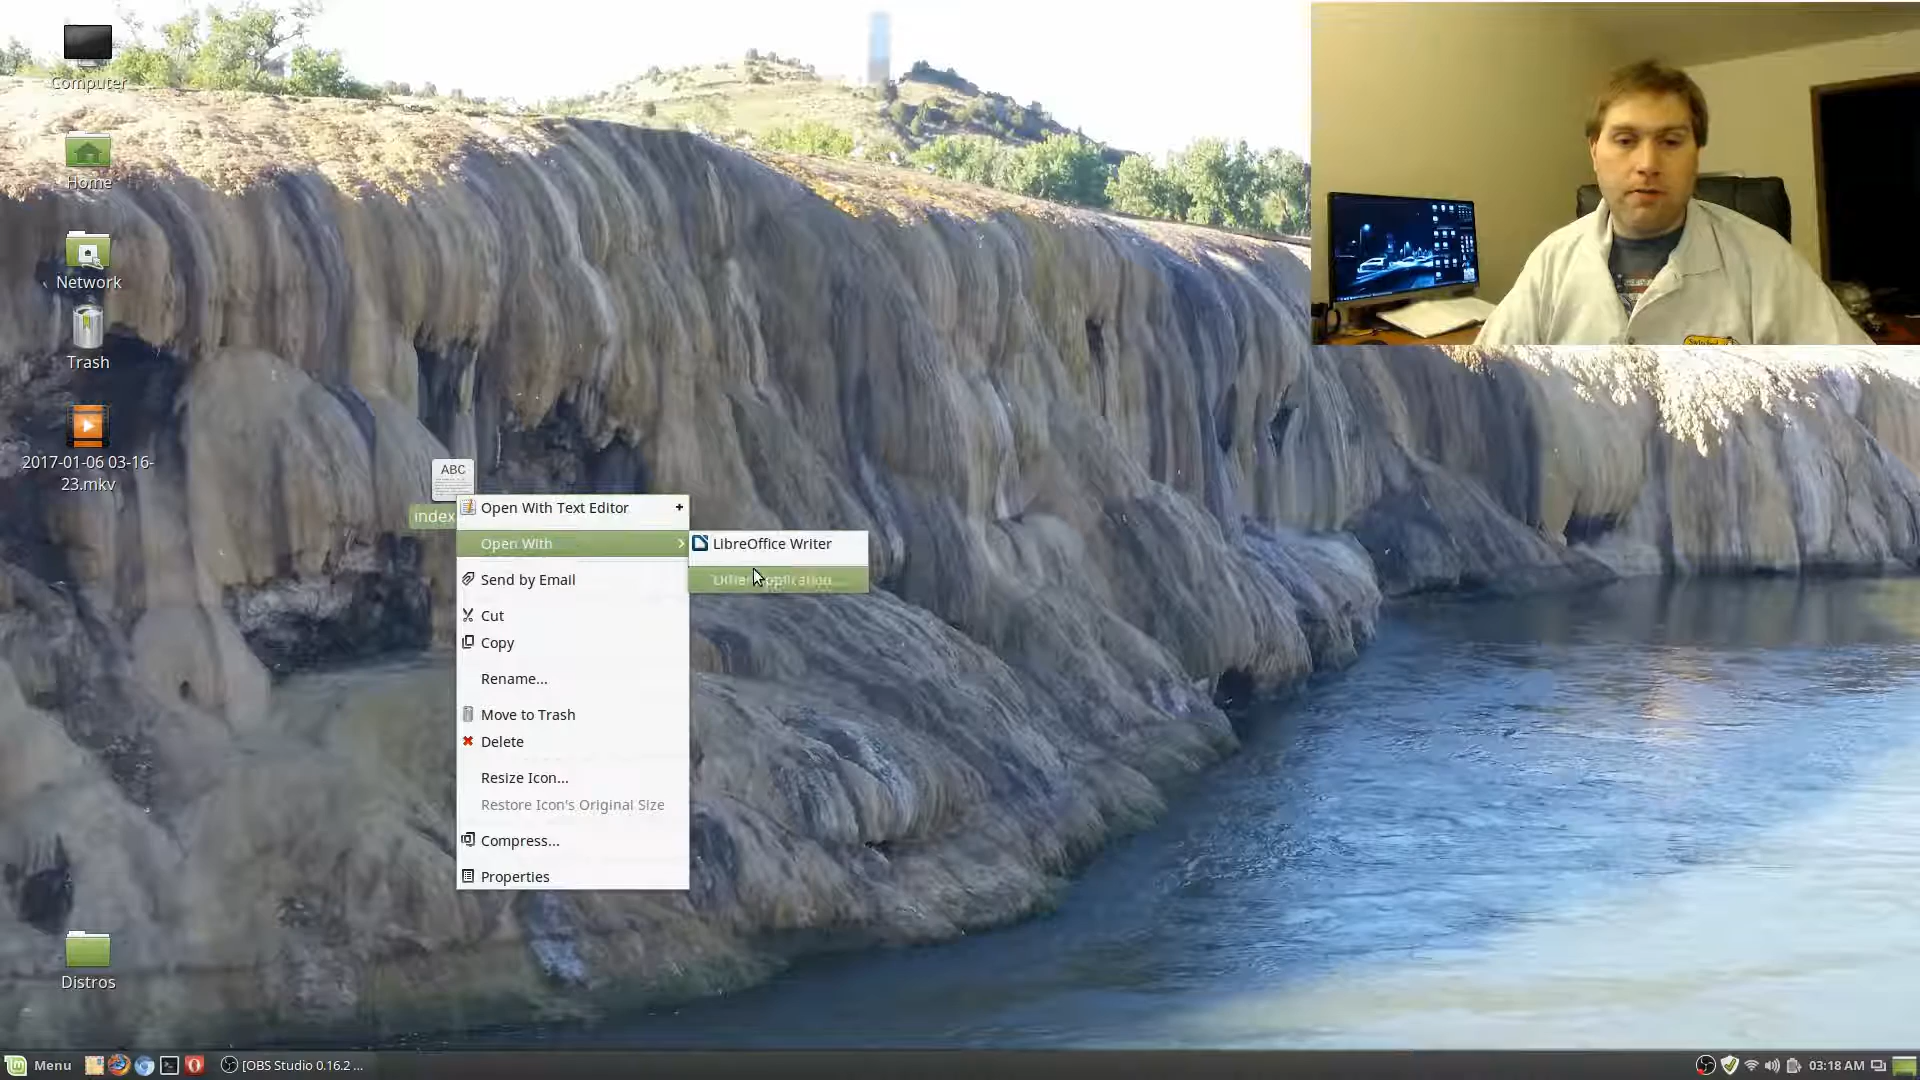 Computer
Home
Network
Trash
2017-01-06 03-16-
23.mkv
ABC
index
Open With Text Editor
+
Open With
LibreOffice Writer
Other Application
Send by Email
Cut
Copy
Rename...
Move to Trash
Delete
Resize Icon...
Restore Icon's Original Size
Compress...
Properties
Distros
Menu
[OBS Studio 0.16.2 ...
03:18 AM